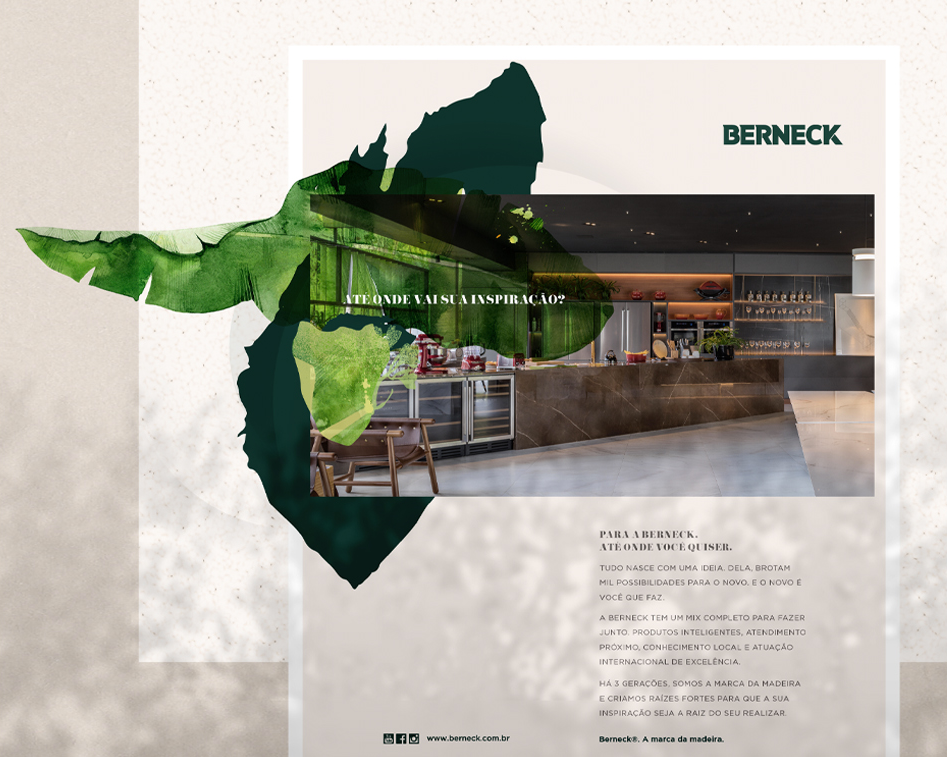 BERNECK
ATÉ ONDE VAI SUA INSPIRAÇÃO?
PARA A BERNECK,
ATÉ ONDE VOCÊ QUISER.
TUDO NASCE COM UMA IDEIA. DELA, BROTAM
MIL POSSIBILIDADES PARA O NOVO, E O NOVO É
VOCÊ QUE FAZ.
A BERNECK TEM UM MIX COMPLETO PARA FAZER
JUNTO. PRODUTOS INTELIGENTES, ATENDIMENTO
PRÓXIMO, CONHECIMENTO LOCAL E ATUAÇÃO
INTERNACIONAL DE EXCELÊNCIA.
HÁ 3 GERAÇÕES, SOMOS A MARCA DA MADEIRA
E CRIAMOS RAÍZES FORTES PARA QUE A SUA
INSPIRAÇÃO SEJA A RAIZ DO SEU REALIZAR.
www.berneck.com.br
Berneck®. A marca da madeira.